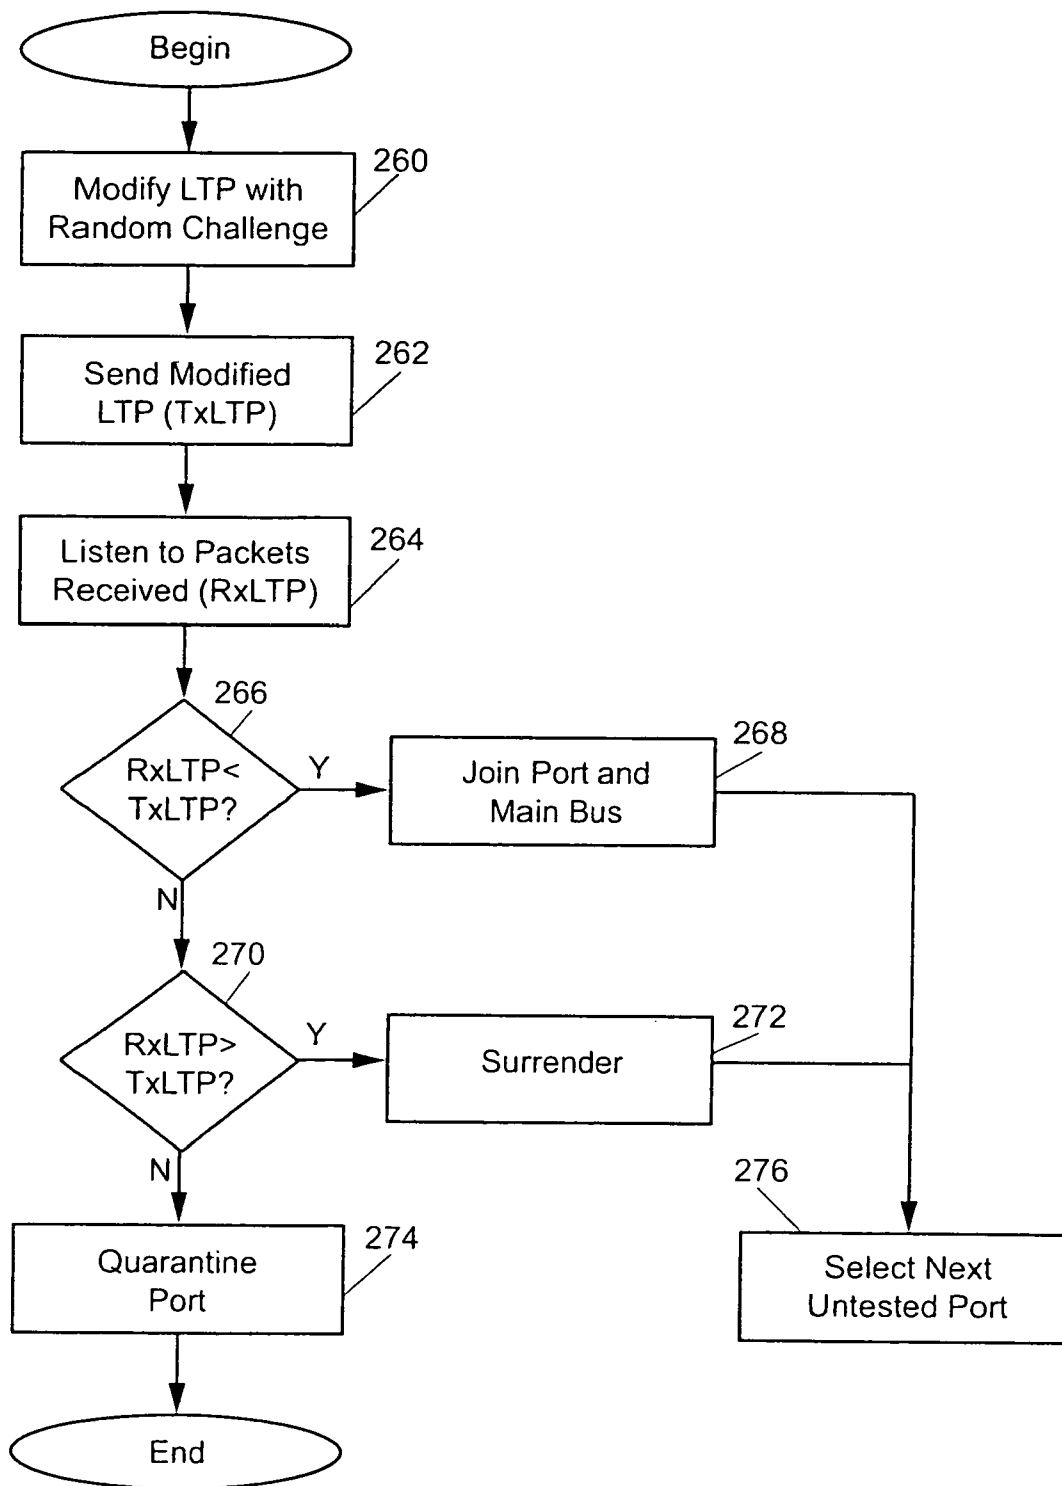 Begin
260
Modify LTP with
Random Challenge
262
Send Modified
LTP (TxLTP)
264
Listen to Packets
Received (RxLTP)
266
RxLTP<
TxLTP?
Y
268
Join Port and
Main Bus
N
270
RxLTP>
TxLTP?
Y
272
Surrender
N
274
Quarantine
Port
276
Select Next
Untested Port
End